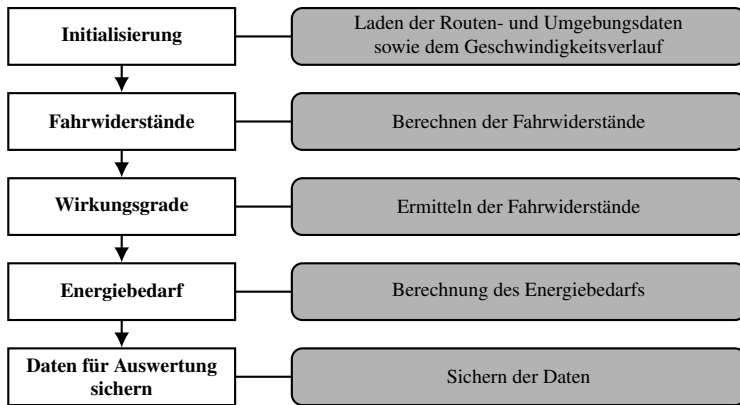 Initialisierung
Laden der Routen- und Umgebungsdaten
sowie dem Geschwindigkeitsverlauf
Fahrwiderstände
Berechnen der Fahrwiderstände
Wirkungsgrade
Ermitteln der Fahrwiderstände
Energiebedarf
Berechnung des Energiebedarfs
Daten für Auswertung
sichern
Sichern der Daten